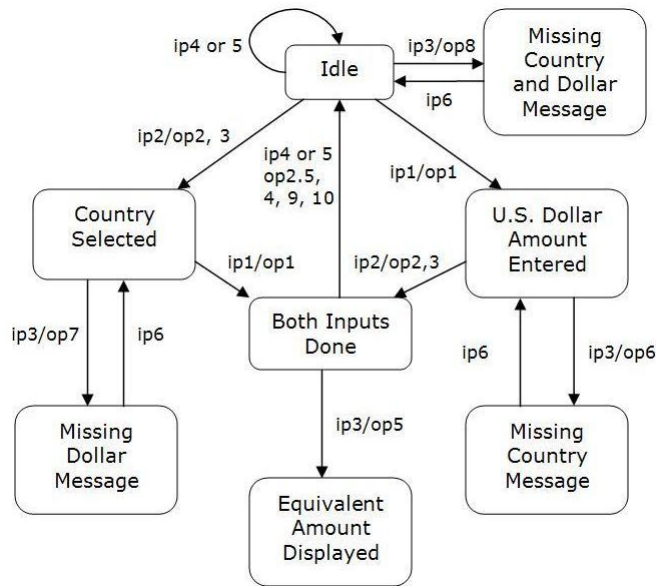 ip4 or 5
Idle
ip3/op8
ip6
Missing
Country
and Dollar
Message
ip2/op2, 3
ip4 or 5
op2.5,
4, 9, 10
ip1/op1
Country
Selected
U.S. Dollar
Amount
Entered
ip1/op1
ip2/op2,3
Both Inputs
Done
ip3/op7
ip6
ip6
ip3/op6
Missing
Dollar
Message
ip3/op5
Missing
Country
Message
Equivalent
Amount
Displayed